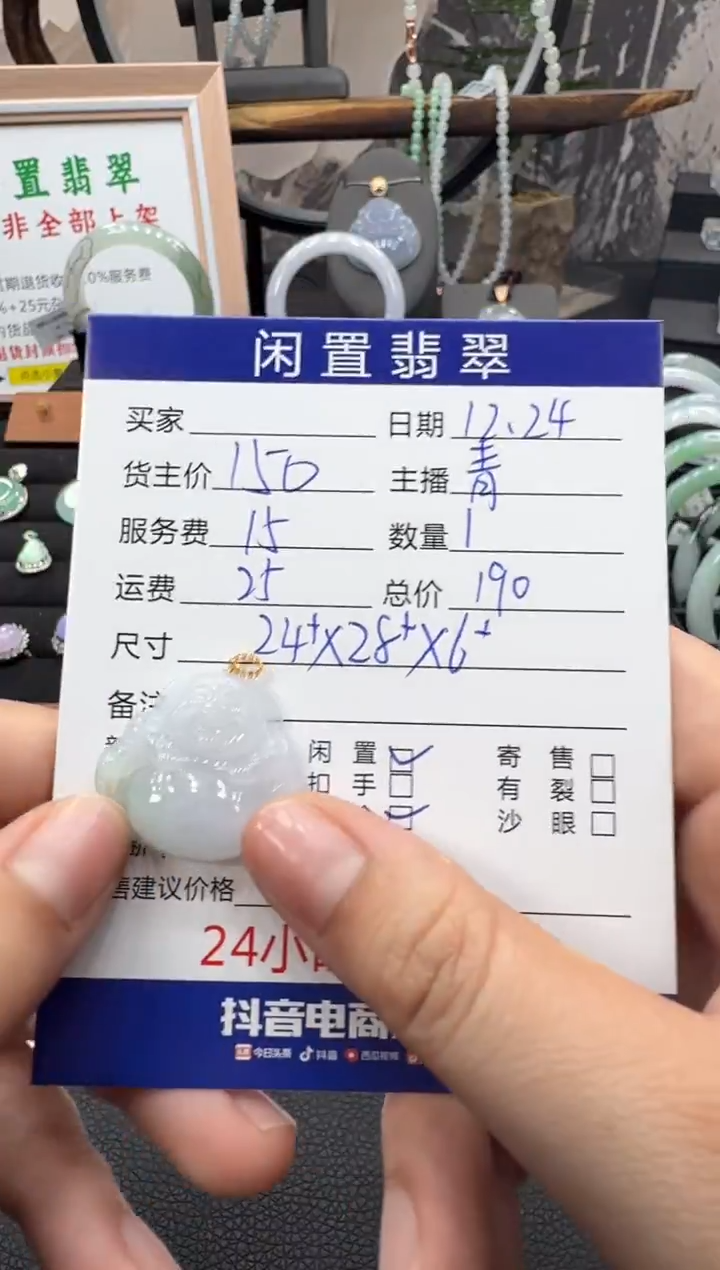 置翡翠
非全部上架
0%服务费
%+25元
闲置翡翠
买家 日期 12.24
货主价 150 主播 青
服务费 15 数量 1
运费 25 总价 190
尺寸 24+X28+X6+
备注
闲置 寄售
扣手 有裂
沙眼
售建议价格
24小
抖音电商
今日头条 抖音 西瓜视频